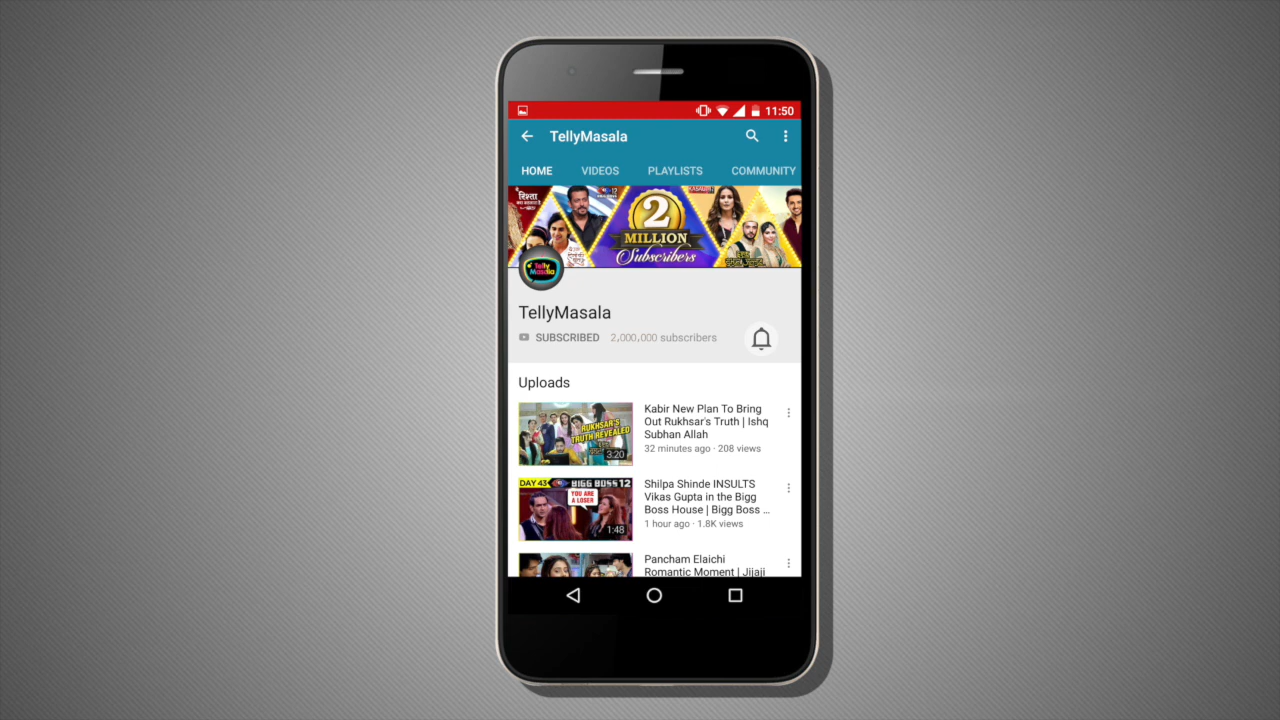 11:50
TellyMasala
HOME VIDEOS PLAYLISTS COMMUNITY
रिश्ता
2
MILLION
Subscribers
Telly
Masala
TellyMasala
SUBSCRIBED 2,000,000 subscribers
Uploads
RUKHSAR'S
TRUTH REVEALED
3:20
Kabir New Plan To Bring
Out Rukhsar's Truth | Ishq
Subhan Allah
32 minutes ago · 208 views
DAY 43 BIGG BOSS 12
YOU ARE
A LOSER
1:48
Shilpa Shinde INSULTS
Vikas Gupta in the Bigg
Boss House | Bigg Boss ...
1 hour ago · 1.8K views
Pancham Elaichi
Romantic Moment | Jijaji